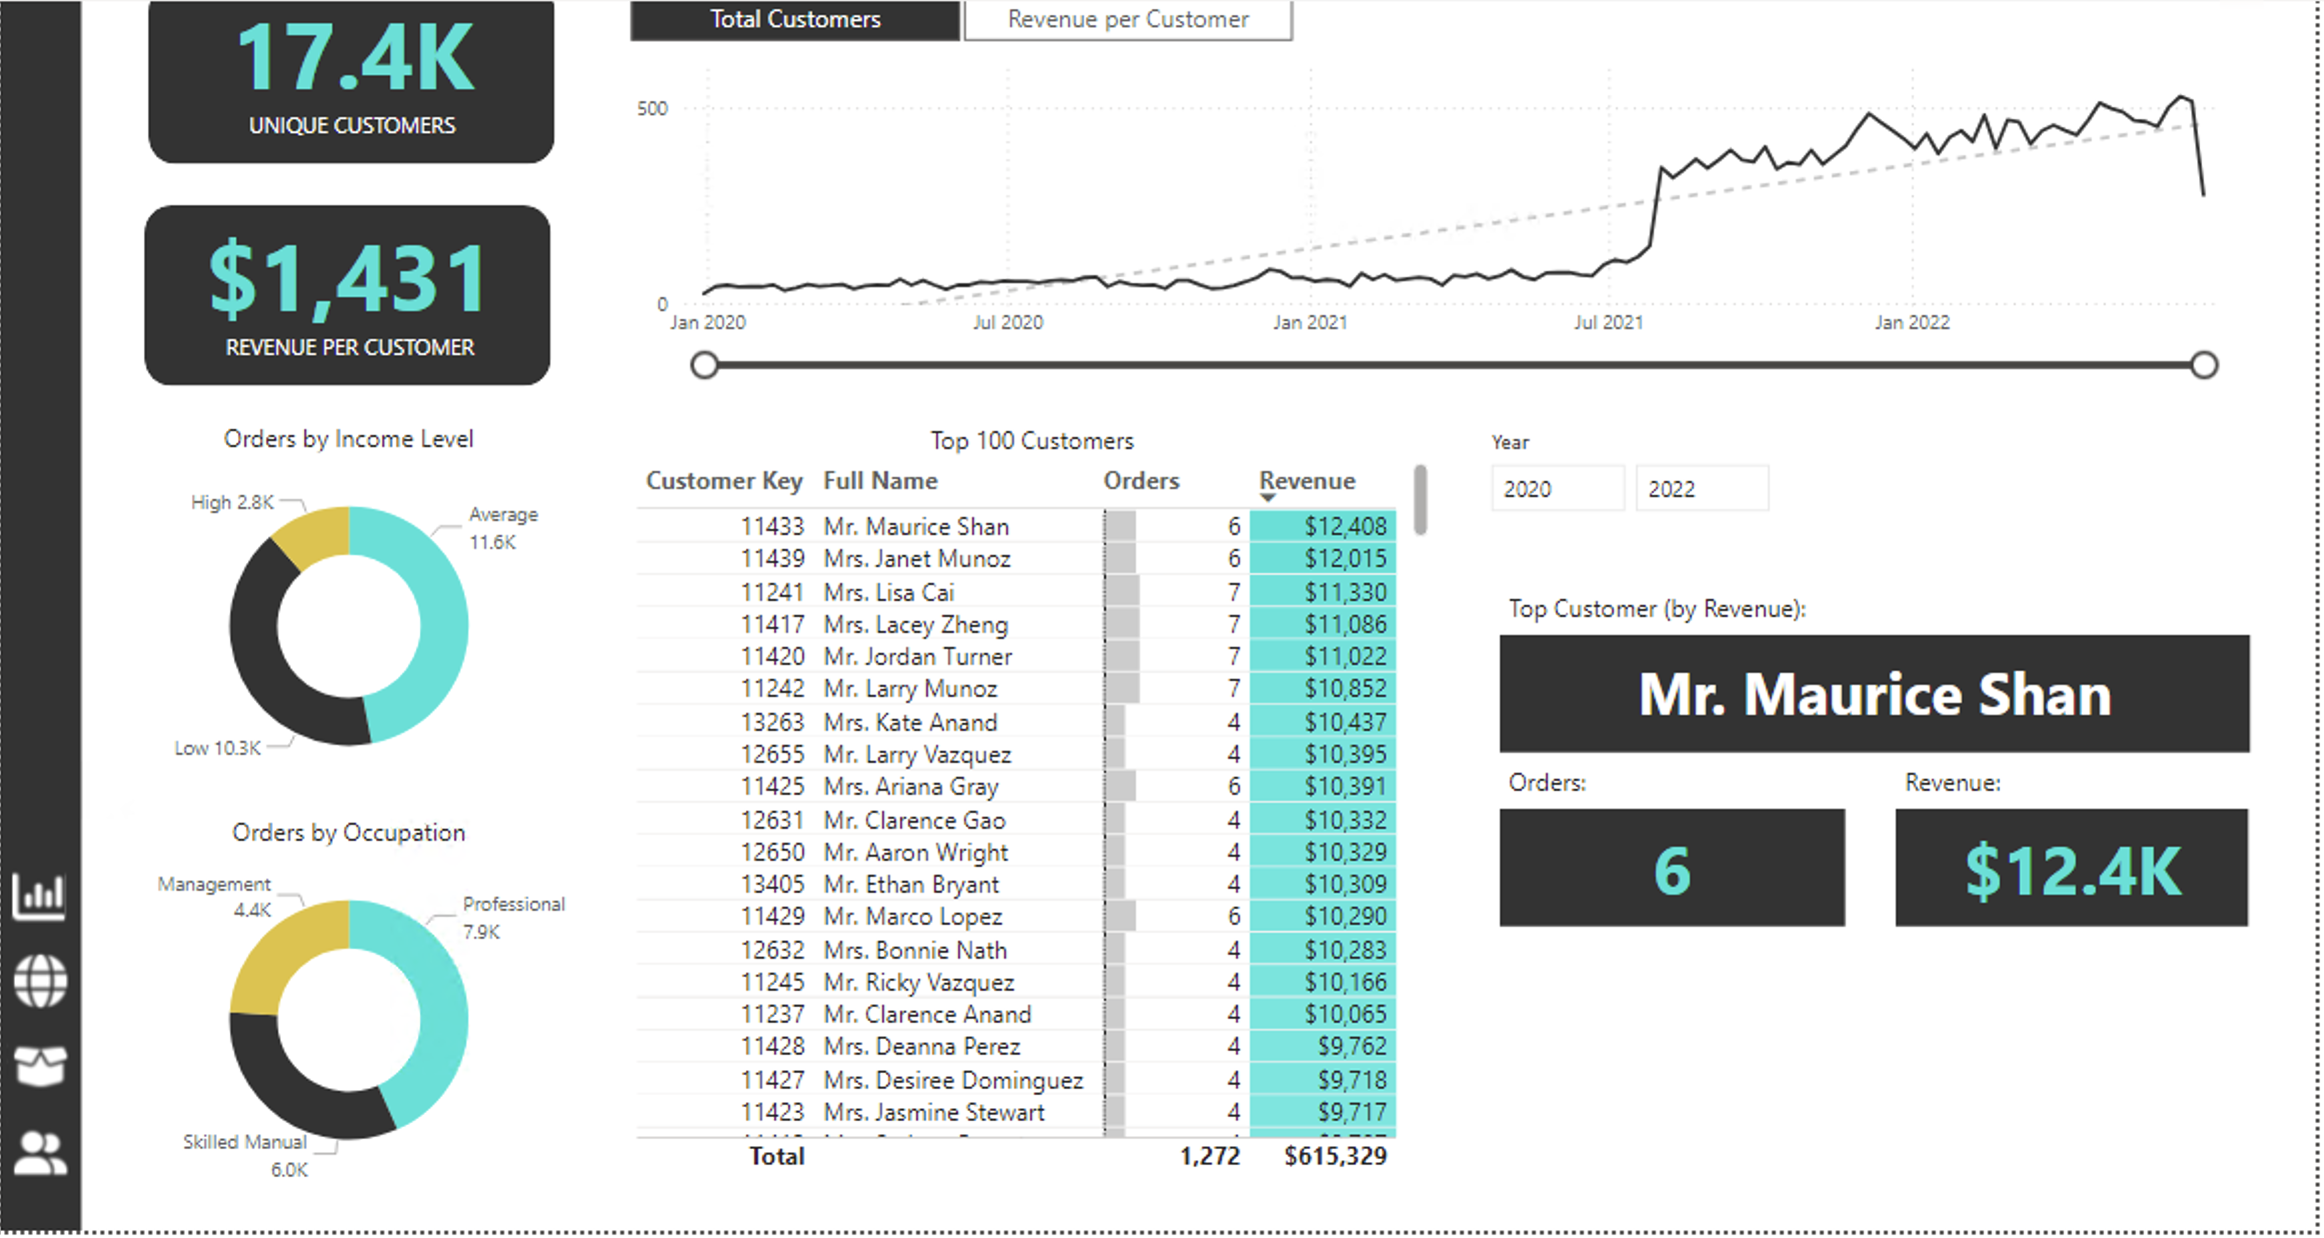 17.4K
UNIQUE CUSTOMERS
$1,431
REVENUE PER CUSTOMER
Total Customers
Revenue per Customer
500
0
Jan 2020
Jul 2020
Jan 2021
Jul 2021
Jan 2022
Orders by Income Level
High 2.8K
Average
11.6K
Low 10.3K
Orders by Occupation
Management
4.4K
Professional
7.9K
Skilled Manual
6.0K
Top 100 Customers
Customer Key Full Name Orders Revenue
11433 Mr. Maurice Shan 6 $12,408
11439 Mrs. Janet Munoz 6 $12,015
11241 Mrs. Lisa Cai 7 $11,330
11417 Mrs. Lacey Zheng 7 $11,086
11420 Mr. Jordan Turner 7 $11,022
11242 Mr. Larry Munoz 7 $10,852
13263 Mrs. Kate Anand 4 $10,437
12655 Mr. Larry Vazquez 4 $10,395
11425 Mrs. Ariana Gray 6 $10,391
12631 Mr. Clarence Gao 4 $10,332
12650 Mr. Aaron Wright 4 $10,329
13405 Mr. Ethan Bryant 4 $10,309
11429 Mr. Marco Lopez 6 $10,290
12632 Mrs. Bonnie Nath 4 $10,283
11245 Mr. Ricky Vazquez 4 $10,166
11237 Mr. Clarence Anand 4 $10,065
11428 Mrs. Deanna Perez 4 $9,762
11427 Mrs. Desiree Dominguez 4 $9,718
11423 Mrs. Jasmine Stewart 4 $9,717
Total 1,272 $615,329
Year
2020
2022
Top Customer (by Revenue):
Mr. Maurice Shan
Orders:
6
Revenue:
$12.4K